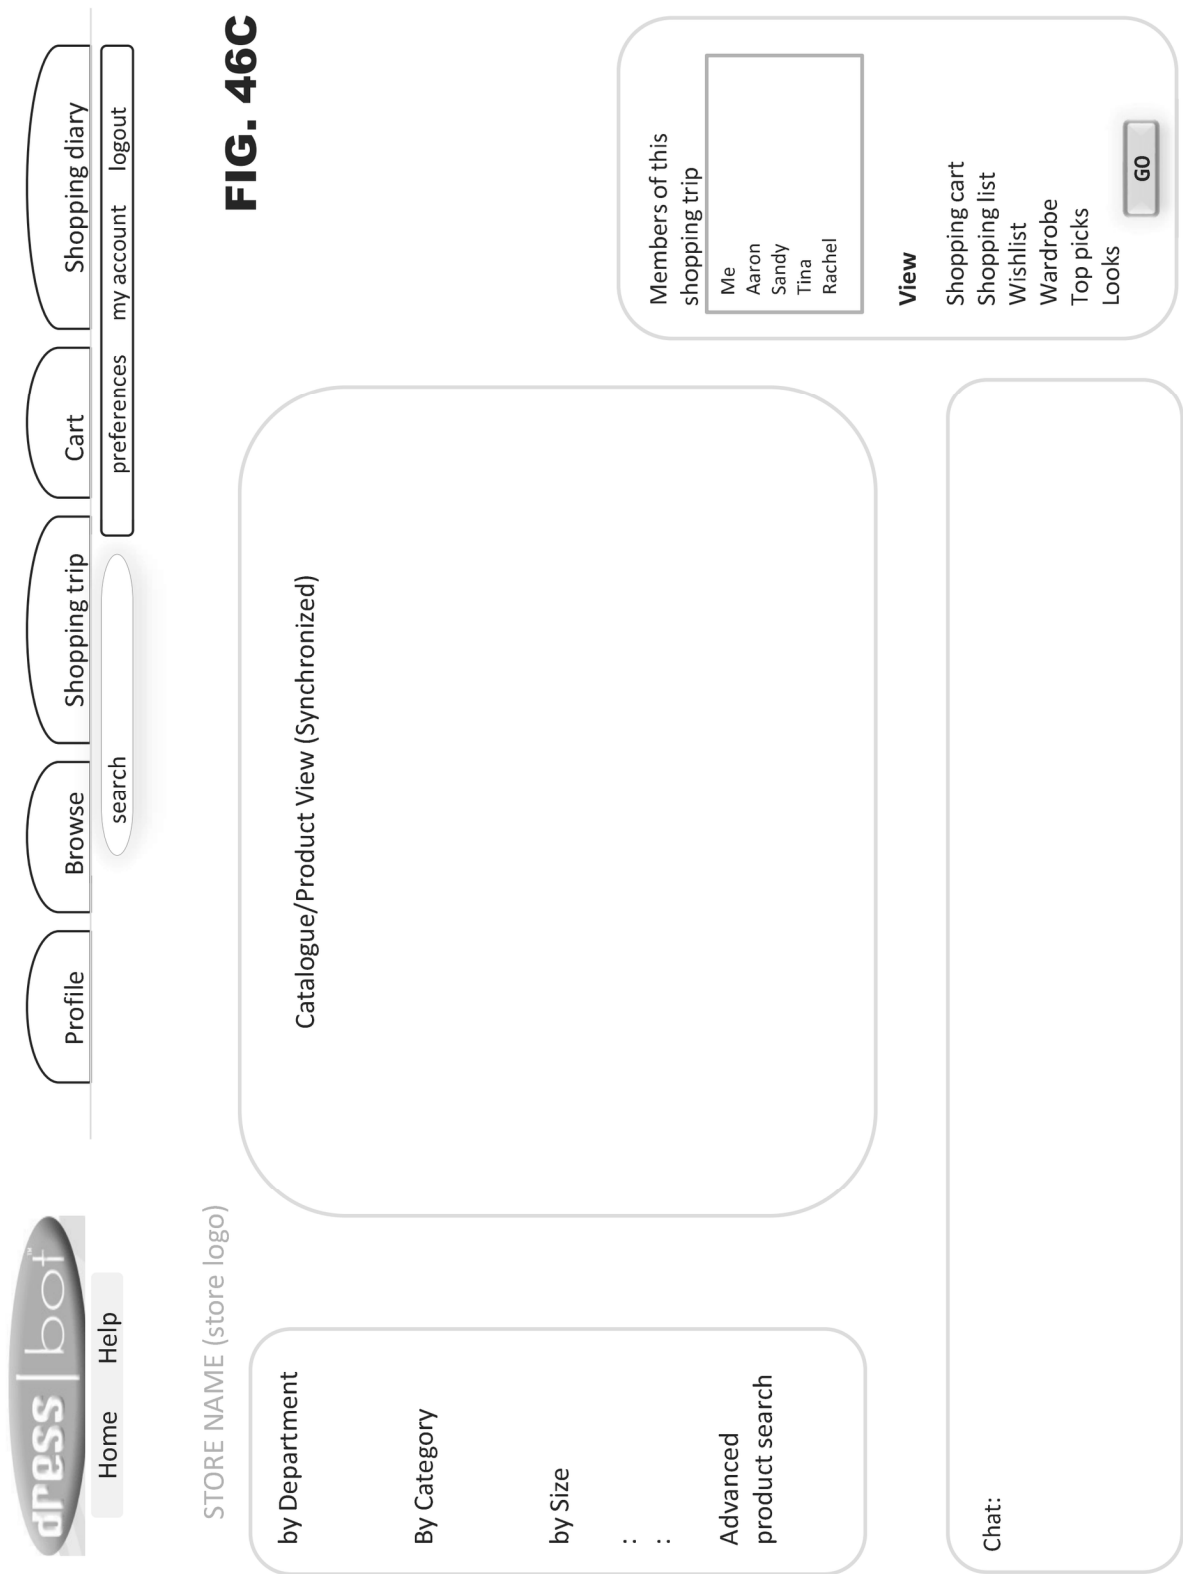 dress|bot™
Home Help
Profile
Browse
Shopping trip
Cart
Shopping diary
search
preferences my account logout
FIG. 46C
STORE NAME (store logo)
by Department
By Category
by Size
: :
: :
Advanced
product search
Catalogue/Product View (Synchronized)
Members of this
shopping trip
Me
Aaron
Sandy
Tina
Rachel
View
Shopping cart
Shopping list
Wishlist
Wardrobe
Top picks
Looks
GO
Chat: